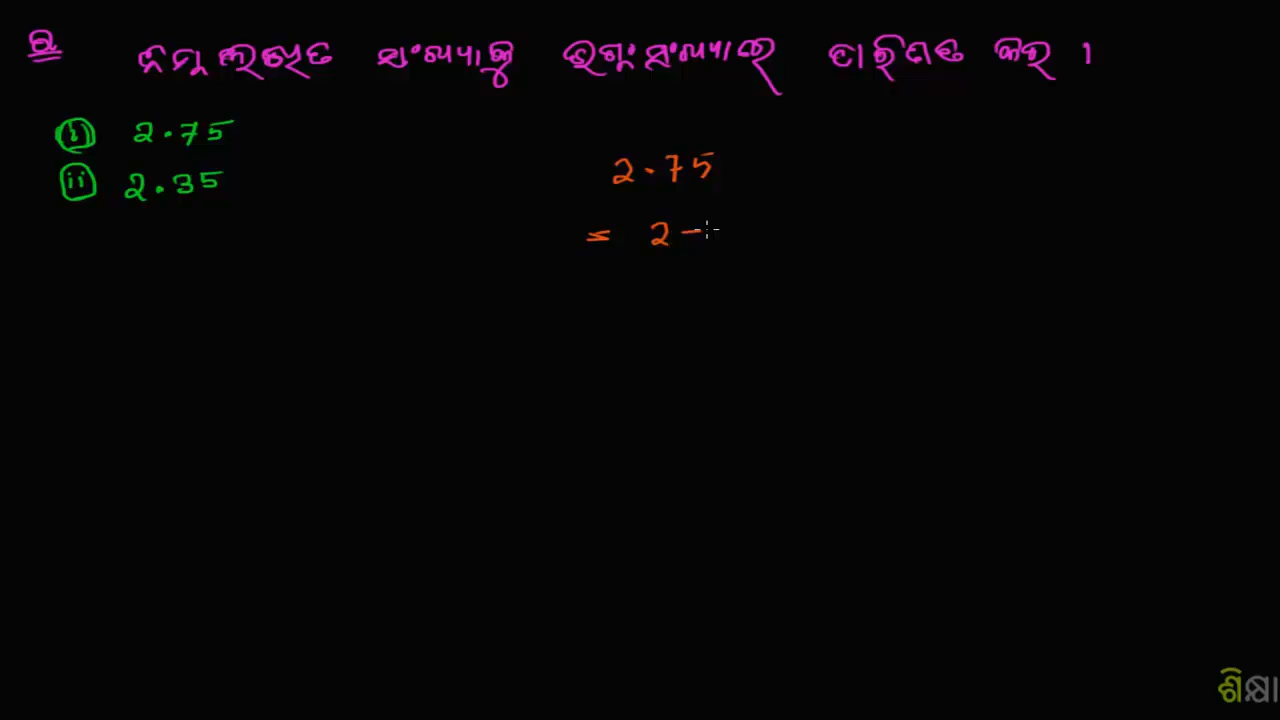 ଉ ନିମ୍ନଲିଖିତ ସଂଖ୍ୟାକୁ ଭଗ୍ନସଂଖ୍ୟାରେ ପରିଣତ କର ।
(i) 2.75
(ii) 2.35
2.75
= 2
ଶିକ୍ଷା